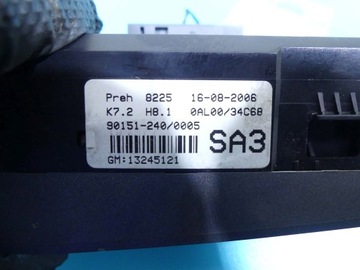 Preh 8225 16-08-2006
K7.2 H8.1 0AL00/34C68
90151-240/0005
SA3
GM:13245121